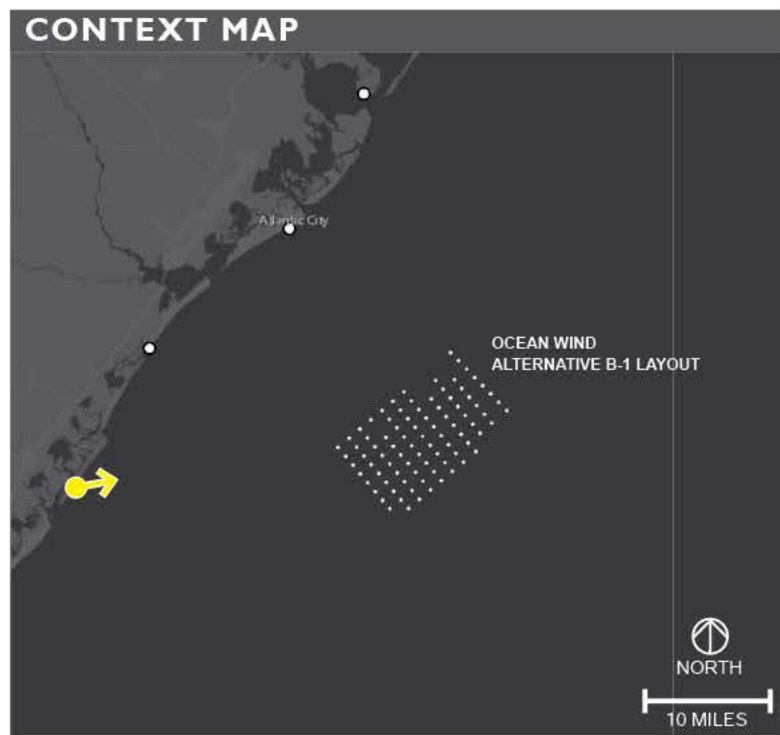 CONTEXT MAP
Atlantic City
OCEAN WIND
ALTERNATIVE B-1 LAYOUT
NORTH
10 MILES